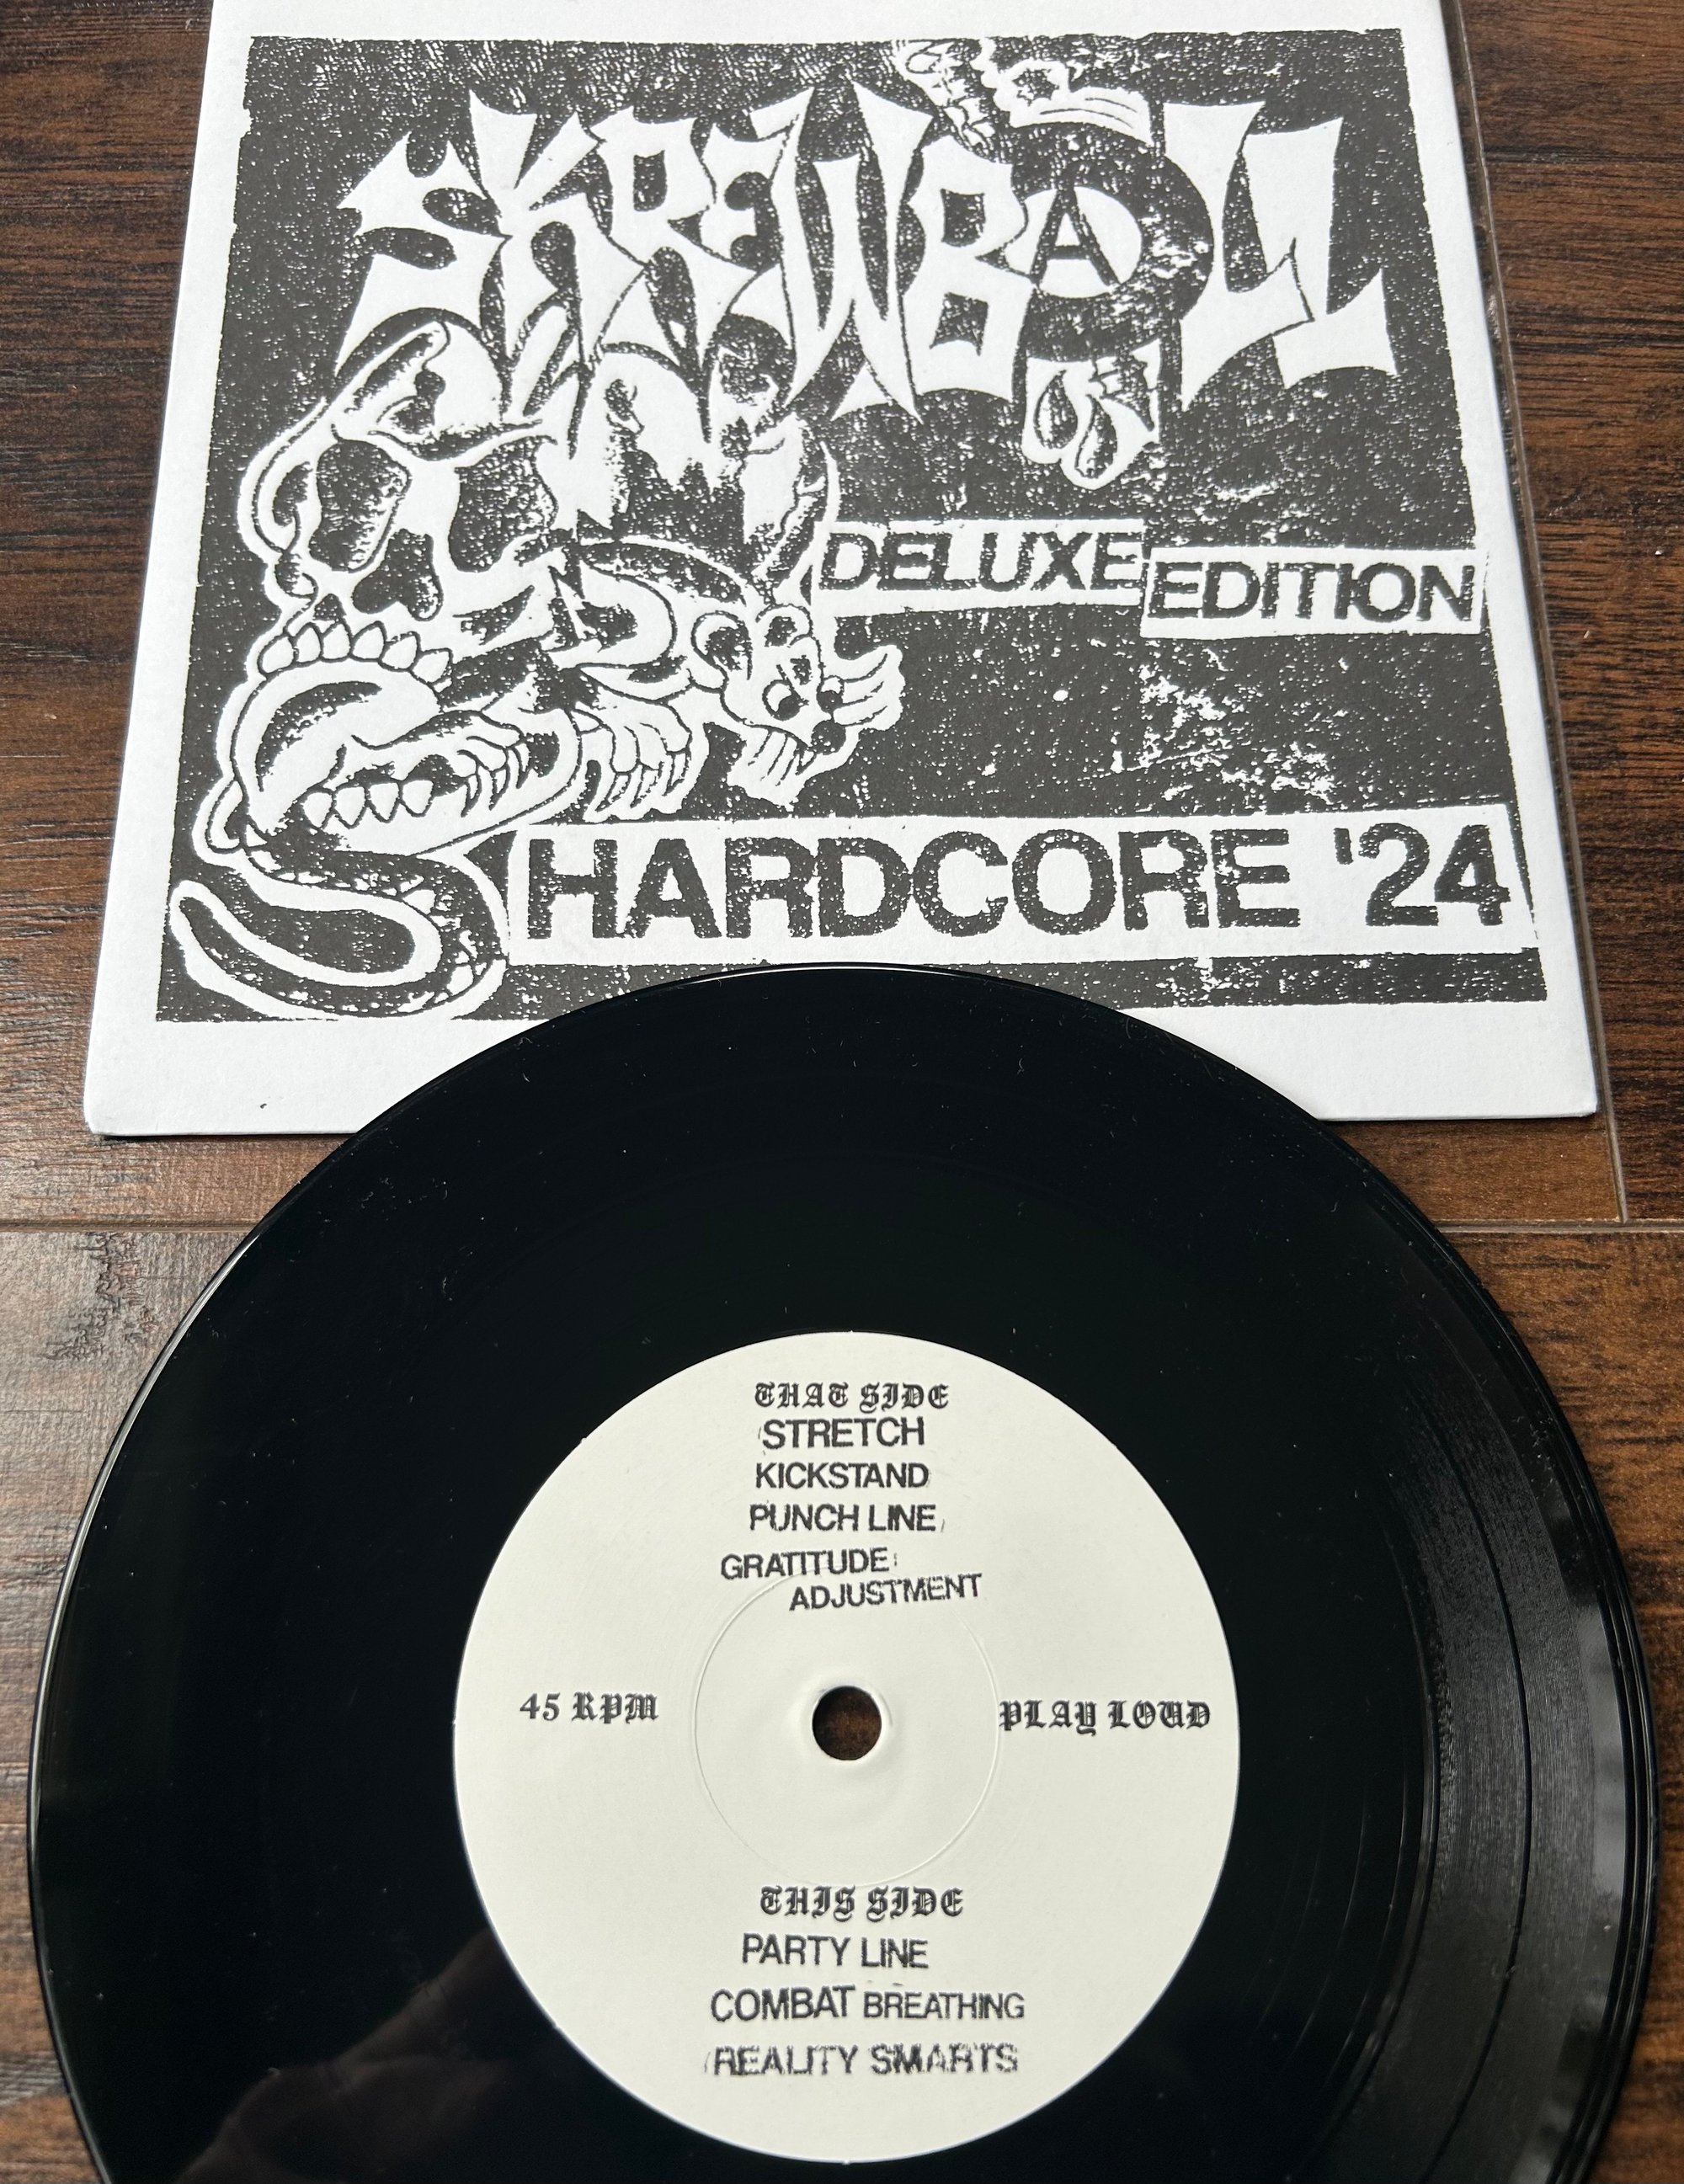 SKREWBALL
DELUXE EDITION
HARDCORE '24
THAT SIDE
STRETCH
KICKSTAND
PUNCH LINE
GRATITUDE
ADJUSTMENT
45 RPM
PLAY LOUD
THIS SIDE
PARTY LINE
COMBAT BREATHING
REALITY SMARTS